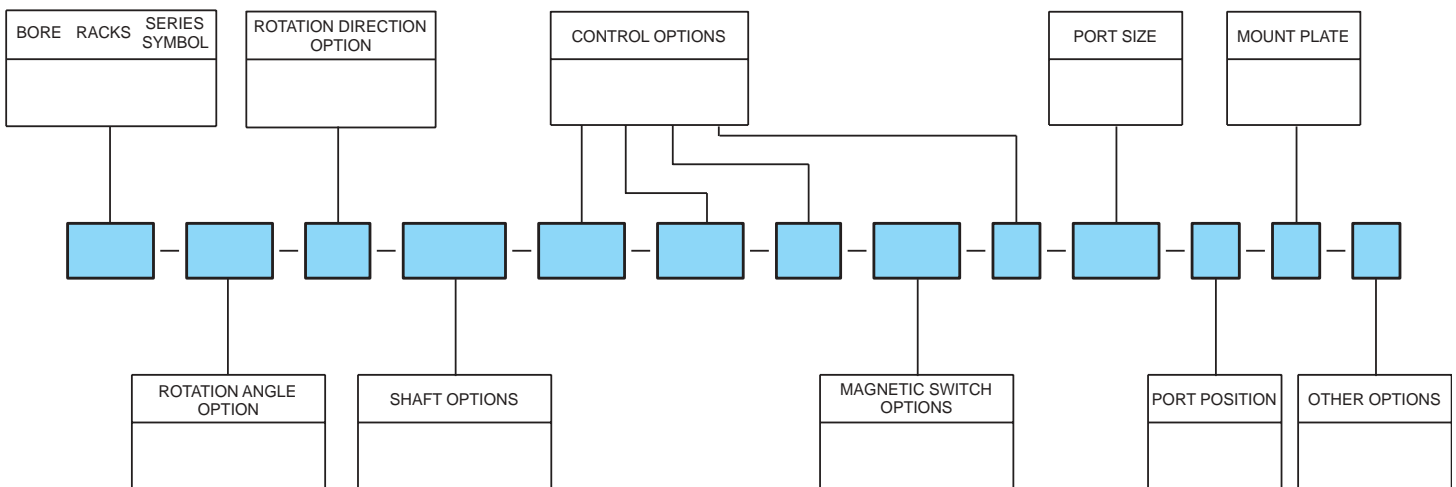 BORE RACKS SERIES SYMBOL
ROTATION DIRECTION
OPTION
CONTROL OPTIONS
PORT SIZE
MOUNT PLATE
ROTATION ANGLE
OPTION
SHAFT OPTIONS
MAGNETIC SWITCH
OPTIONS
PORT POSITION
OTHER OPTIONS